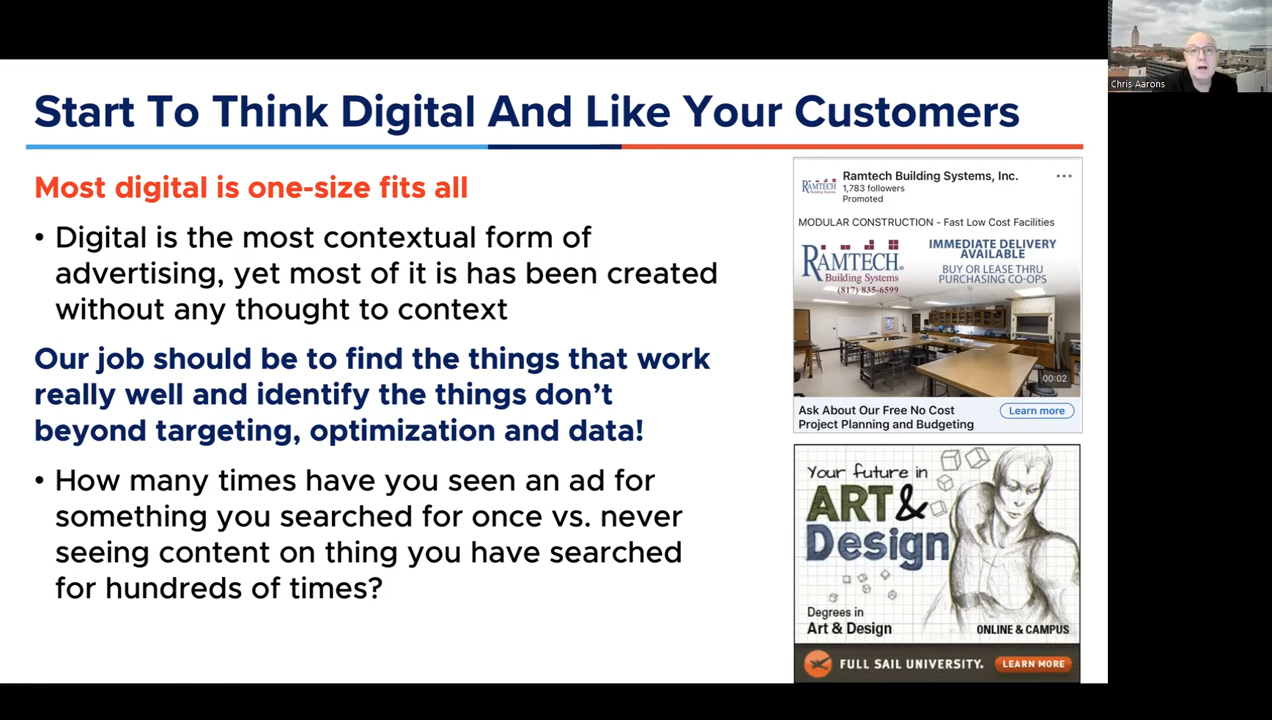 Chris Aarons
Start To Think Digital And Like Your Customers
Most digital is one-size fits all
• Digital is the most contextual form of
advertising, yet most of it is has been created
without any thought to context
Our job should be to find the things that work
really well and identify the things don’t
beyond targeting, optimization and data!
• How many times have you seen an ad for
something you searched for once vs. never
seeing content on thing you have searched
for hundreds of times?
RAMTECH
Building Systems
Ramtech Building Systems, Inc.
1,783 followers
Promoted
MODULAR CONSTRUCTION - Fast Low Cost Facilities
RAMTECH
Building Systems
(817) 835-6599
IMMEDIATE DELIVERY
AVAILABLE
BUY OR LEASE THRU
PURCHASING CO-OPS
00:02
Ask About Our Free No Cost
Project Planning and Budgeting
Learn more
Your future in
ART &
Design
Degrees in
Art & Design
ONLINE & CAMPUS
FULL SAIL UNIVERSITY.
LEARN MORE